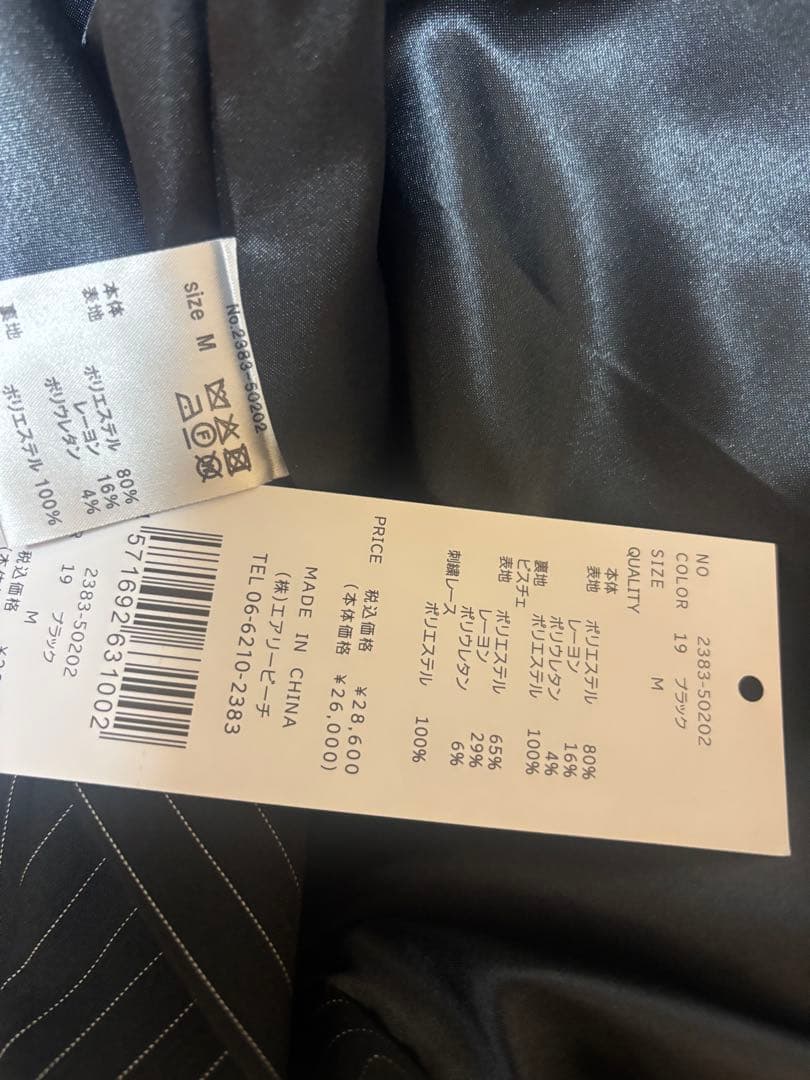 No.2383-50202
size M
本体
表地 ポリエステル 80%
レーヨン 16%
ポリウレタン 4%
裏地 ポリエステル 100%
NO 2383-50202
COLOR 19 ブラック
SIZE M
QUALITY
本体
表地 ポリエステル 80%
レーヨン 16%
ポリウレタン 4%
裏地 ポリエステル 100%
ビスチェ
表地 ポリエステル 65%
レーヨン 29%
ポリウレタン 6%
刺繍レース ポリエステル 100%
PRICE 税込価格 ¥28,600
(本体価格 ¥26,000)
MADE IN CHINA
(株)エアリーピーチ
TEL 06-6210-2383
571692631002
2383-50202
19 ブラック
M
税込価格